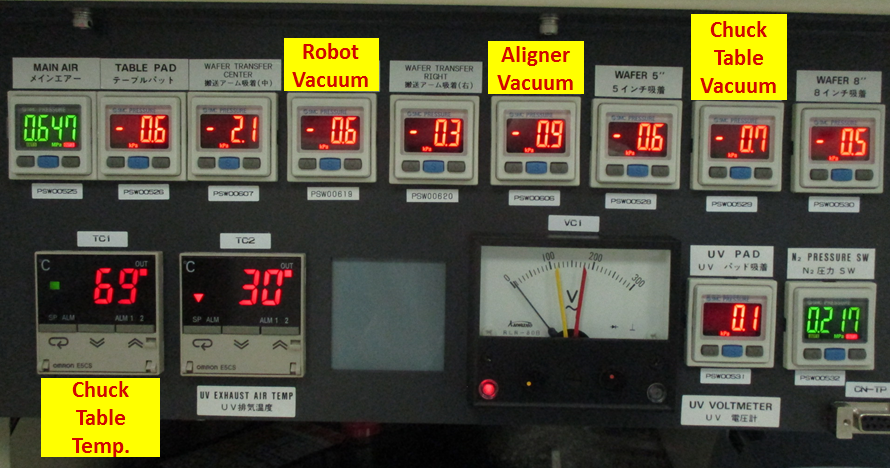 MAIN AIR
メインエアー
TABLE PAD
テーブルパット
WAFER TRANSFER
CENTER
搬送アーム吸着(中)
Robot
Vacuum
WAFER TRANSFER
RIGHT
搬送アーム吸着(右)
Aligner
Vacuum
WAFER 5"
5インチ吸着
Chuck
Table
Vacuum
WAFER 8"
8インチ吸着
0.647
MPa
- 0.6
kPa
- 2.1
kPa
- 0.6
kPa
- 0.3
kPa
- 0.9
kPa
- 0.6
kPa
- 0.7
kPa
- 0.5
kPa
PSW00525
PSW00526
PSW00607
PSW00619
PSW00620
PSW00606
PSW00528
PSW00529
PSW00530
TC1
TC2
VC1
C
OUT
69
SP ALM
ALM 1 2
OMRON E5CS
C
OUT
30
SP ALM
ALM 1 2
OMRON E5CS
0
100
200
300
V
UV PAD
UV パッド吸着
0.1
kPa
PSW00531
N₂ PRESSURE SW
N₂圧力 SW
0.217
MPa
PSW00532
Chuck
Table
Temp.
UV EXHAUST AIR TEMP
UV排気温度
UV VOLTMETER
UV 電圧計
CN-TP